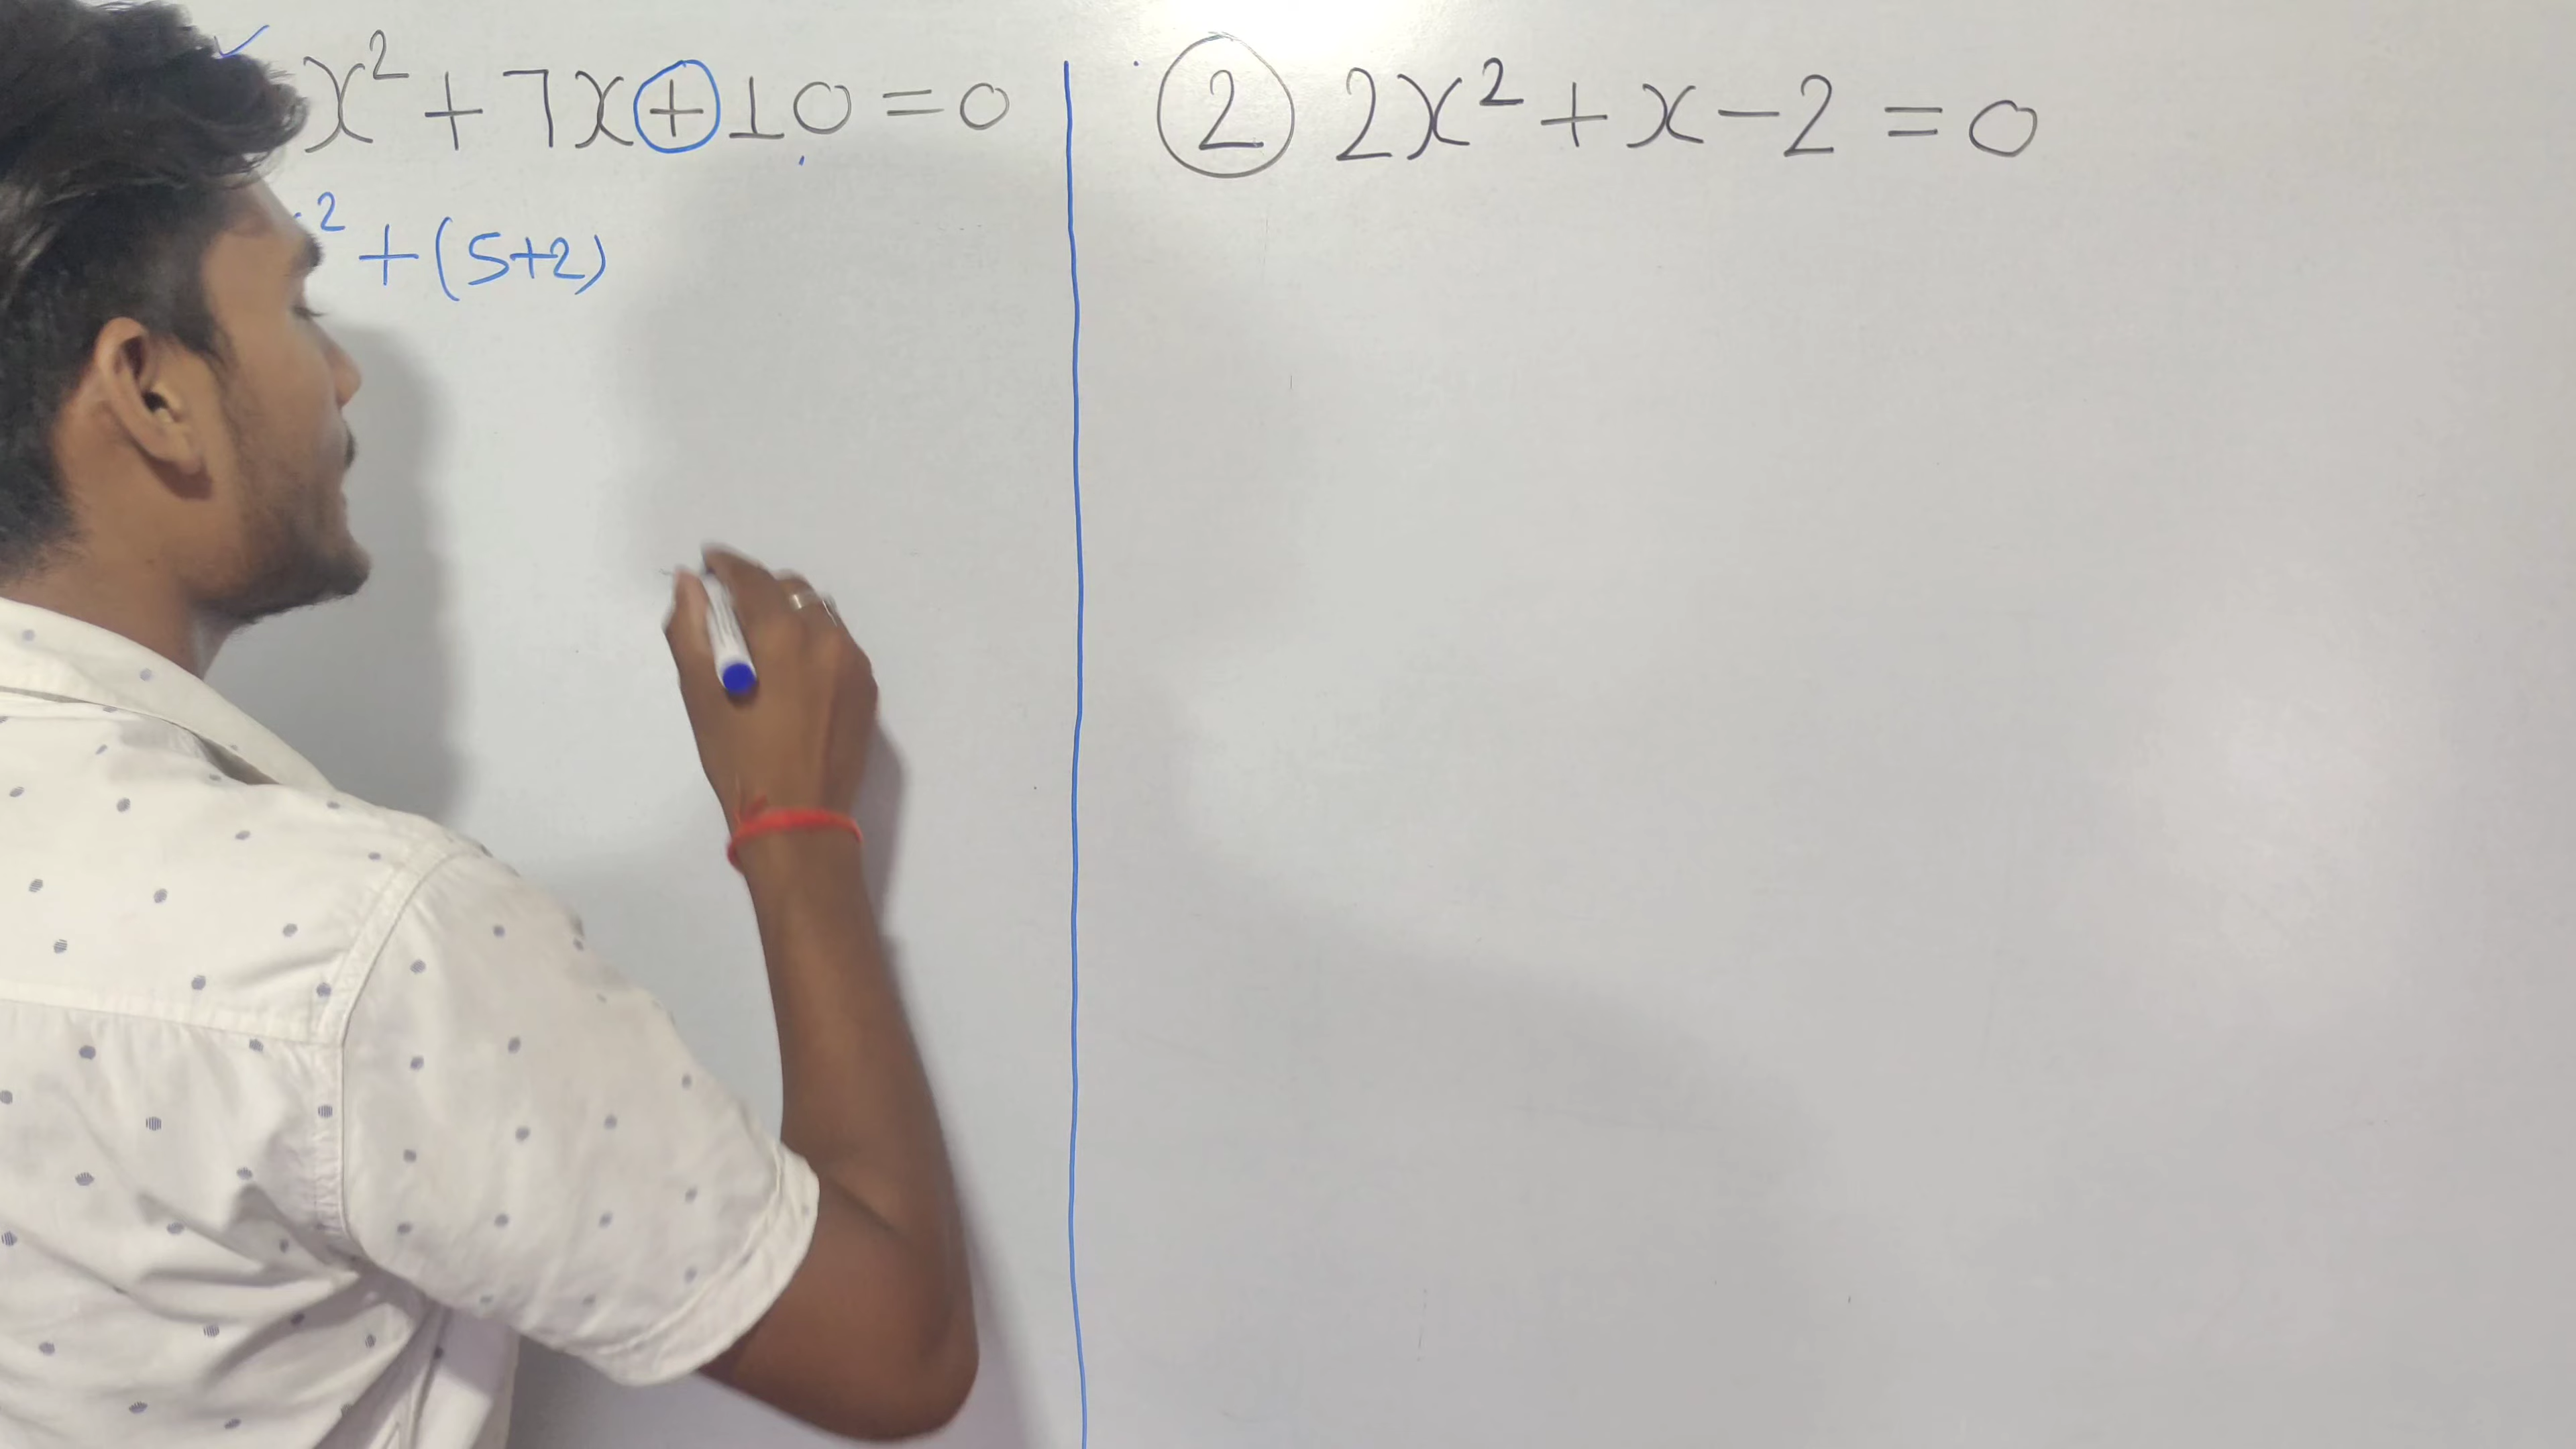 x² + 7x + 10 = 0
² + (5+2)
② 2x² + x - 2 = 0